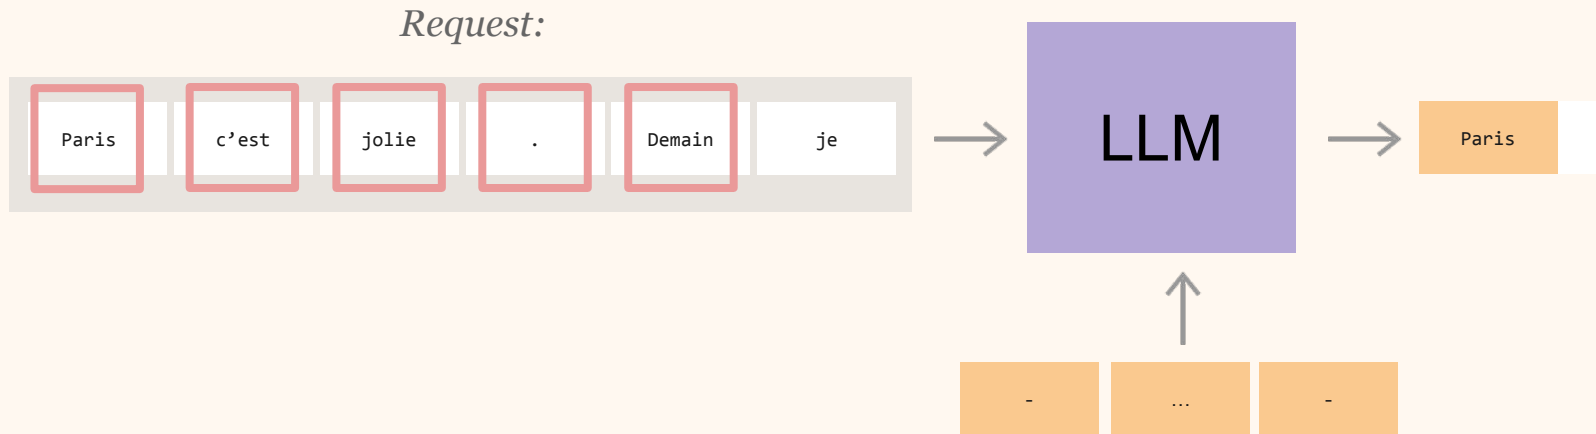 Request:
Paris c’est jolie . Demain je
LLM
Paris
- … -